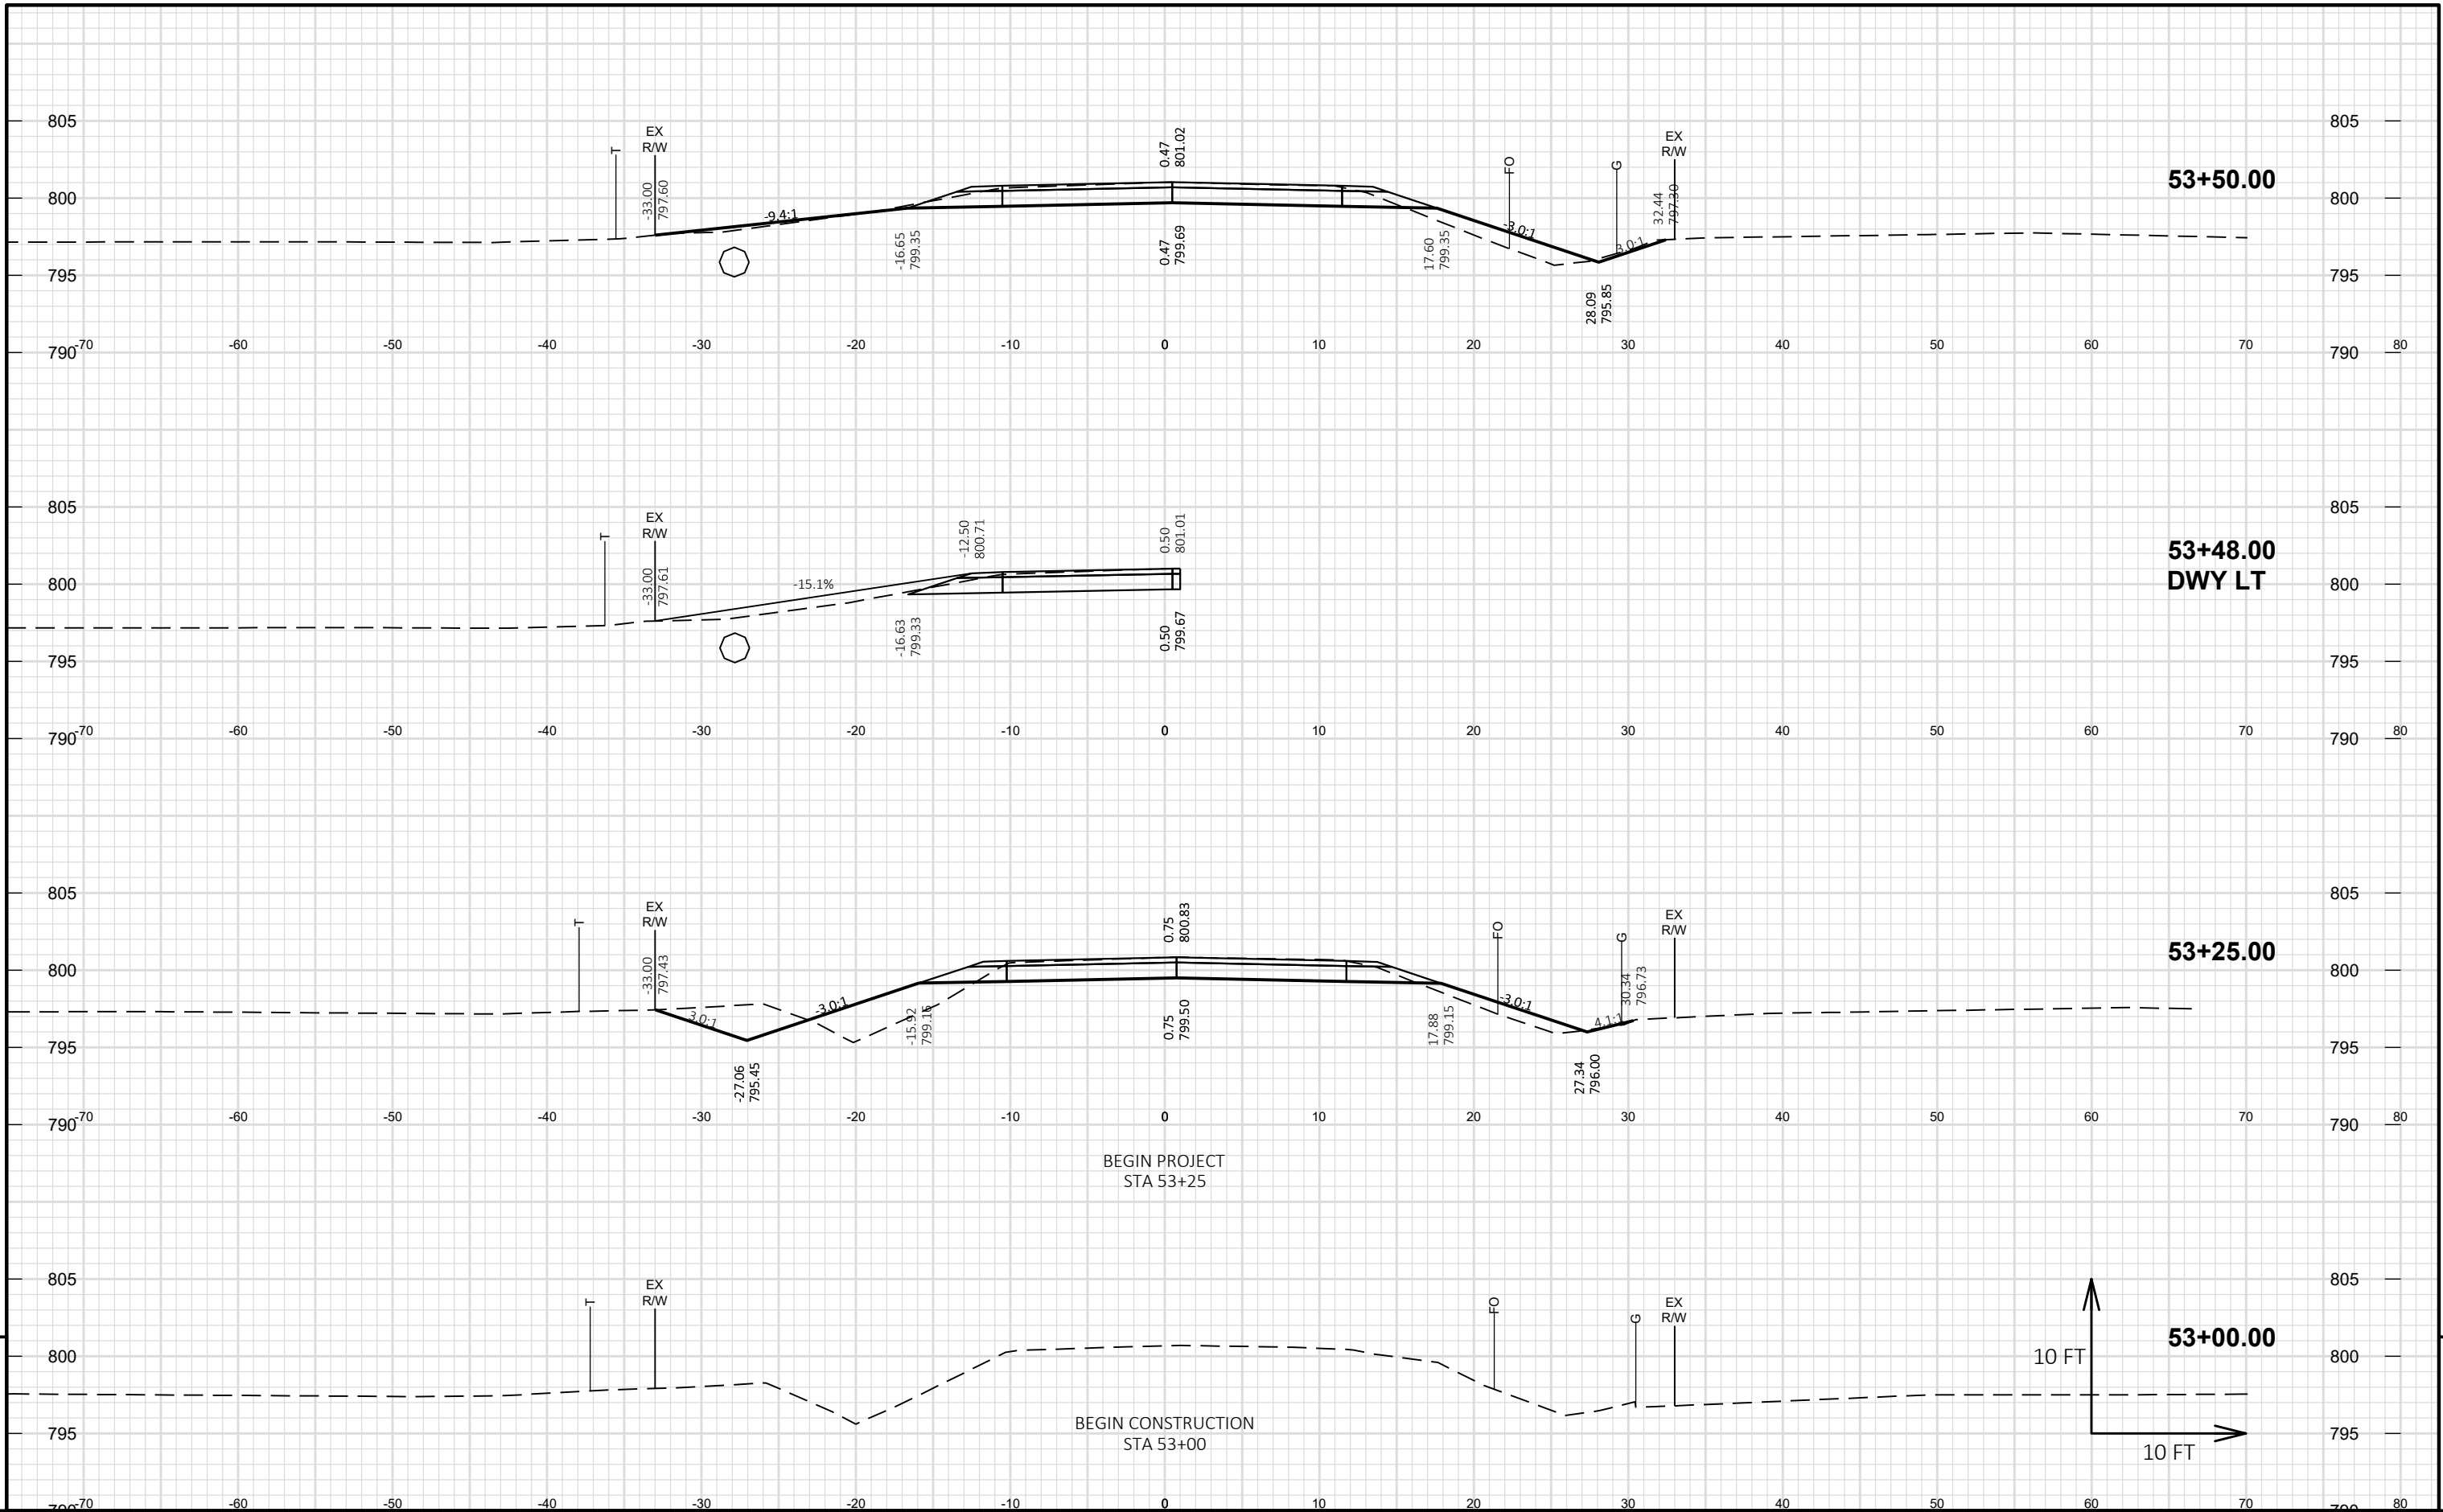 805
805
EX
R/W
T
-33.00
797.60
-9.4:1
-16.65
799.35
0.47
801.02
0.47
799.69
17.60
799.35
FO
-3.0:1
G
3.0:1
32.44
797.30
EX
R/W
28.09
795.85
53+50.00
800
800
795
795
790
-70 -60 -50 -40 -30 -20 -10 0 10 20 30 40 50 60 70 80
790
805
805
EX
R/W
T
-33.00
797.61
-15.1%
-12.50
800.71
-16.63
799.33
0.50
801.01
0.50
799.67
53+48.00
DWY LT
800
800
795
795
790
-70 -60 -50 -40 -30 -20 -10 0 10 20 30 40 50 60 70 80
790
805
805
EX
R/W
T
-33.00
797.43
3.0:1
-3.0:1
-27.06
795.45
-15.92
799.16
0.75
800.83
0.75
799.50
17.88
799.15
FO
-3.0:1
G
4.1:1
30.34
796.73
EX
R/W
27.34
796.00
53+25.00
800
800
795
795
790
-70 -60 -50 -40 -30 -20 -10 0 10 20 30 40 50 60 70 80
790
BEGIN PROJECT
STA 53+25
805
805
EX
R/W
T
FO
G
EX
R/W
53+00.00
800
800
795
795
10 FT
10 FT
BEGIN CONSTRUCTION
STA 53+00
790
-70 -60 -50 -40 -30 -20 -10 0 10 20 30 40 50 60 70 80
790